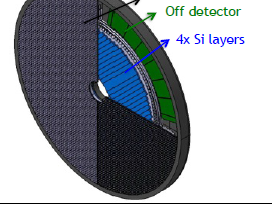 Off detector
4x Si layers